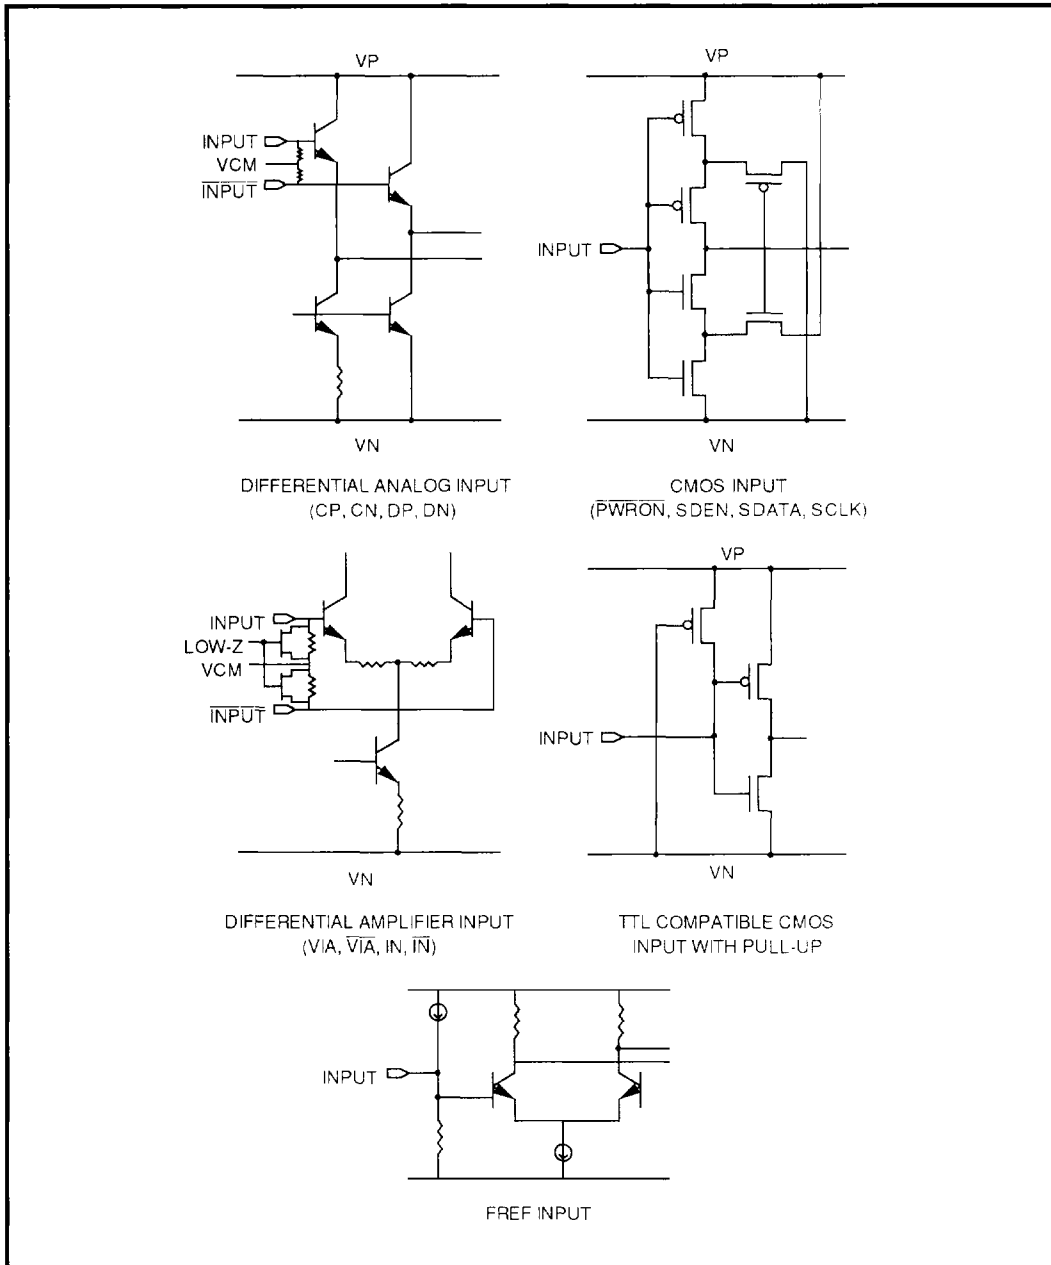 VP
INPUT
VCM
INPUT
VN
DIFFERENTIAL ANALOG INPUT
(CP, CN, DP, DN)
VP
INPUT
VN
CMOS INPUT
(PWRON, SDEN, SDATA, SCLK)
INPUT
LOW-Z
VCM
INPUT
VN
DIFFERENTIAL AMPLIFIER INPUT
(VIA, VIA, IN, IN)
VP
INPUT
VN
TTL COMPATIBLE CMOS
INPUT WITH PULL-UP
INPUT
FREF INPUT